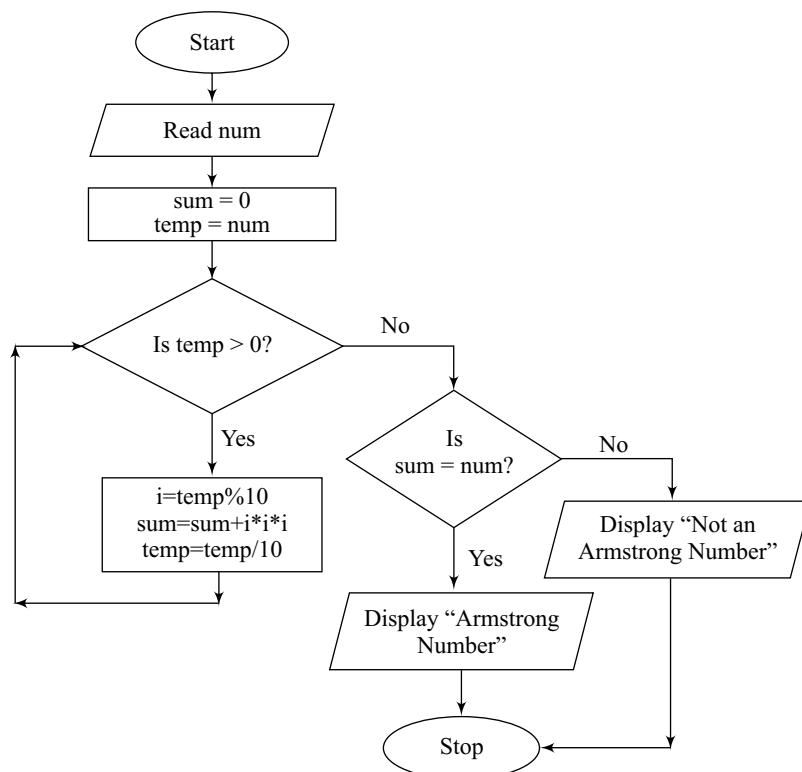 Start
Read num
sum = 0
temp = num
Is temp > 0?
No
Yes
i=temp%10
sum=sum+i*i*i
temp=temp/10
Is
sum = num?
No
Yes
Display “Not an
Armstrong Number”
Display “Armstrong
Number”
Stop